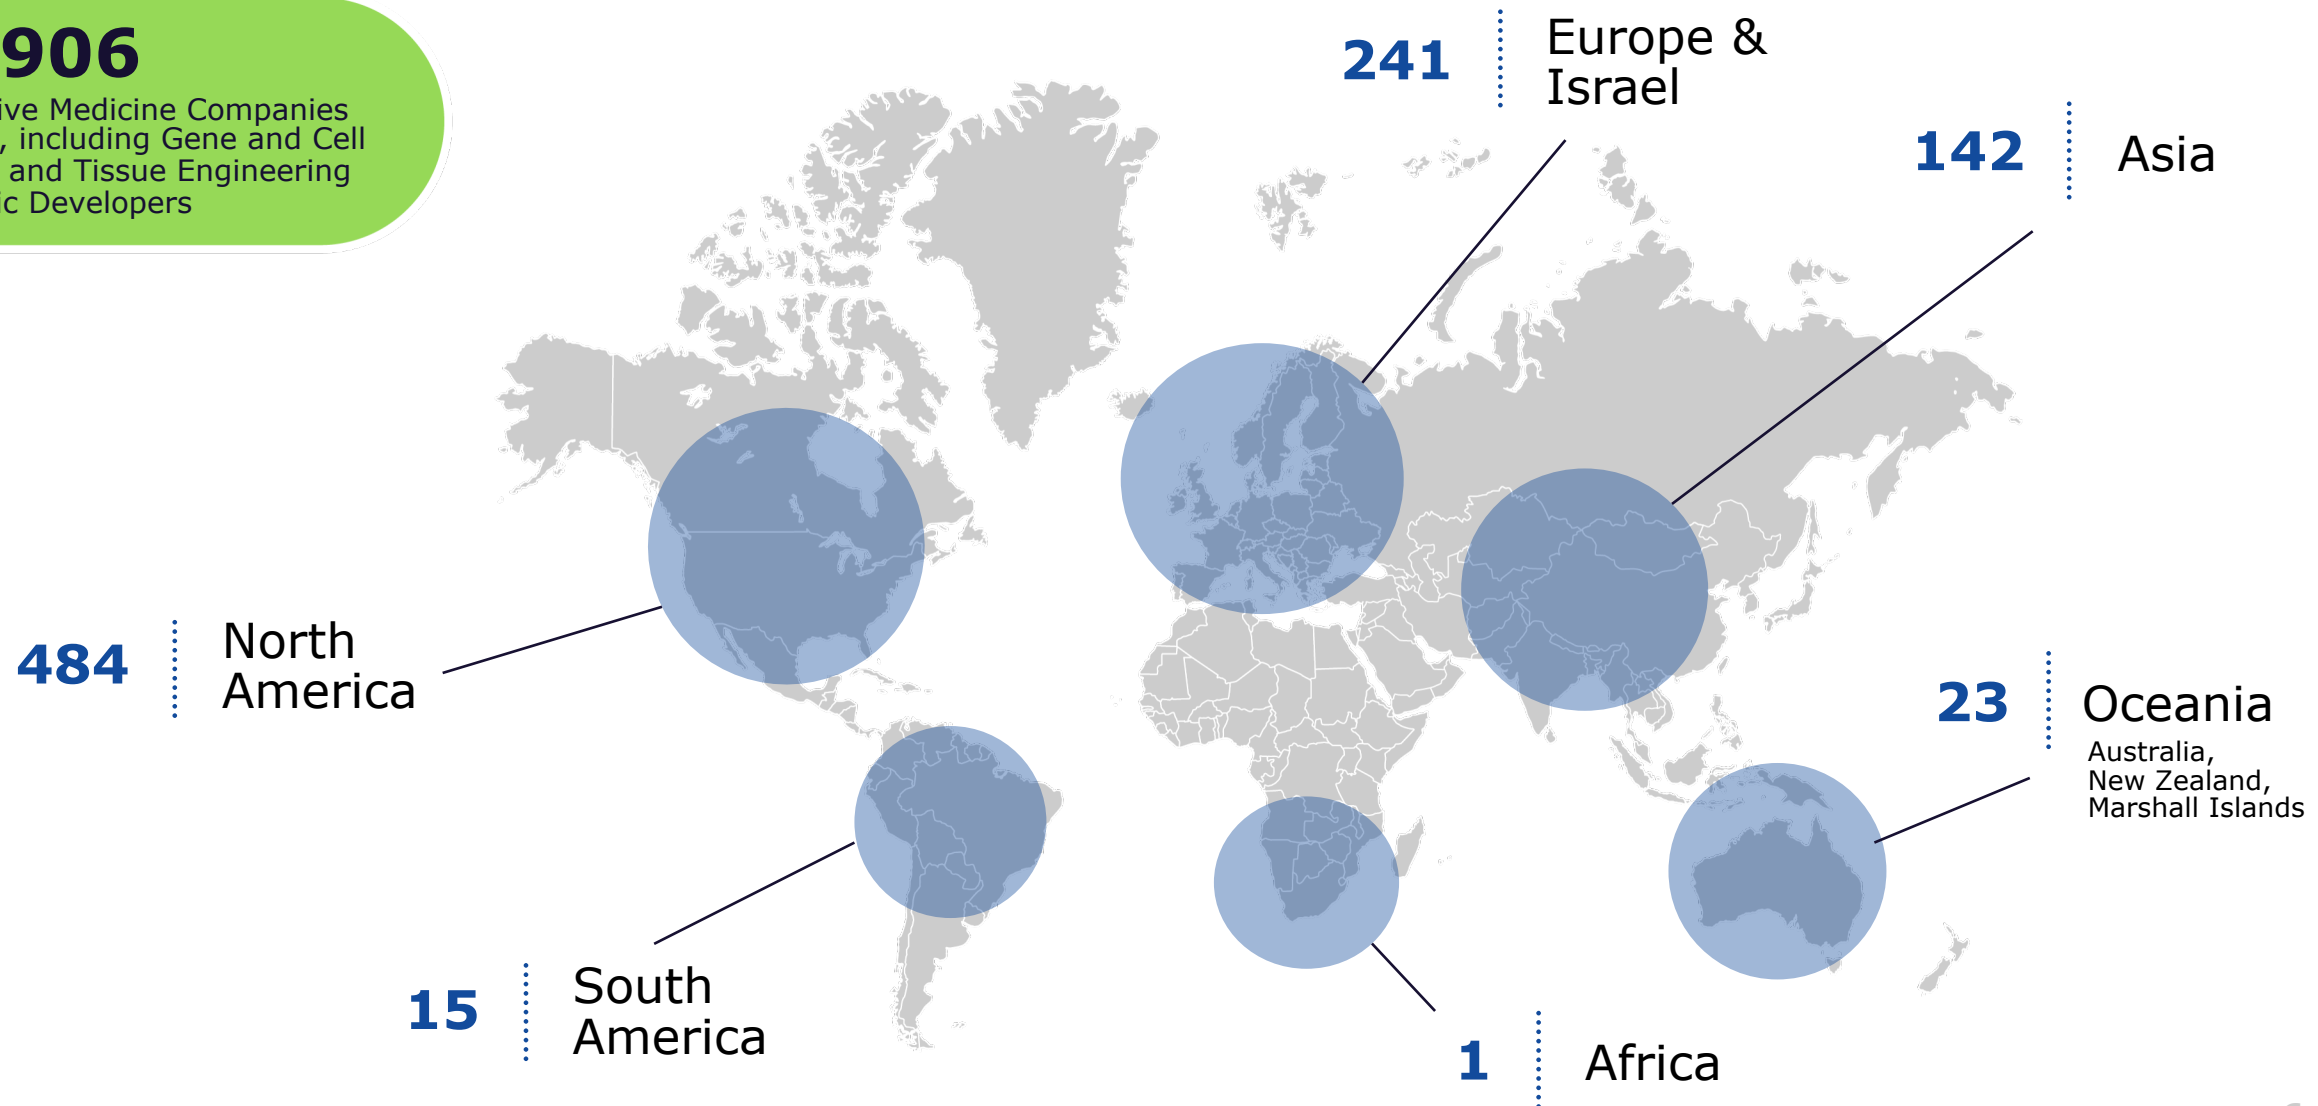 906
ive Medicine Companies
, including Gene and Cell
and Tissue Engineering
ic Developers
241
Europe &
Israel
142
Asia
484
North
America
23
Oceania
Australia,
New Zealand,
Marshall Islands
15
South
America
1
Africa